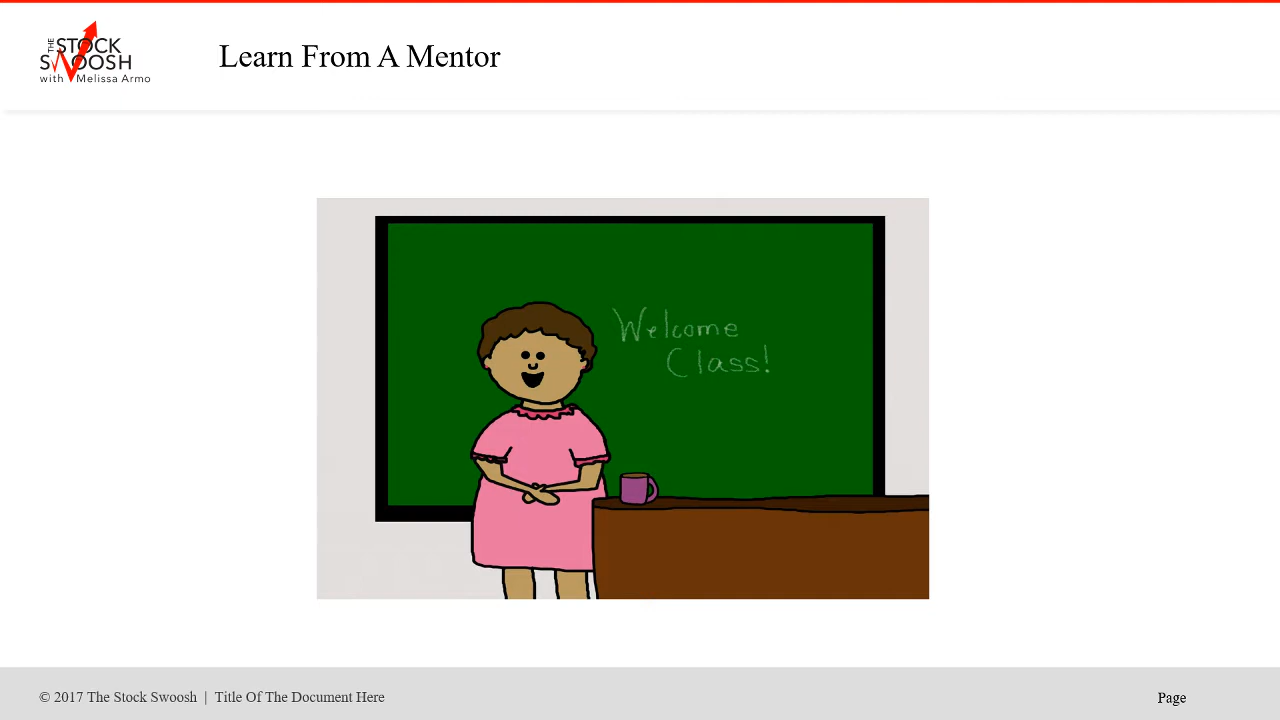 THE STOCK
SWOOSH
with Melissa Armo
Learn From A Mentor
Welcome
Class!
© 2017 The Stock Swoosh | Title Of The Document Here
Page